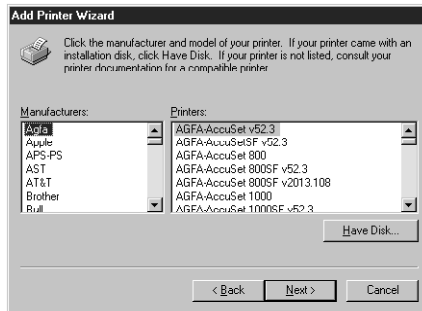 Add Printer Wizard
Click the manufacturer and model of your printer. If your printer came with an
installation disk, click Have Disk. If your printer is not listed, consult your
printer documentation for a compatible printer
Manufacturers:
Agfa
Apple
APS-PS
AST
AT&T
Brother
Bull
Printers:
AGFA-AccuSet v52.3
AGFA-AccuSetSF v52.3
AGFA-AccuSet 800
AGFA-AccuSet 800SF v52.3
AGFA-AccuSet 800SF v2013.108
AGFA-AccuSet 1000
AGFA-AccuSet 1000SF v52.3
Have Disk...
< Back
Next >
Cancel